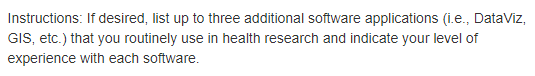 Instructions: If desired, list up to three additional software applications (i.e., DataViz,
GIS, etc.) that you routinely use in health research and indicate your level of
experience with each software.